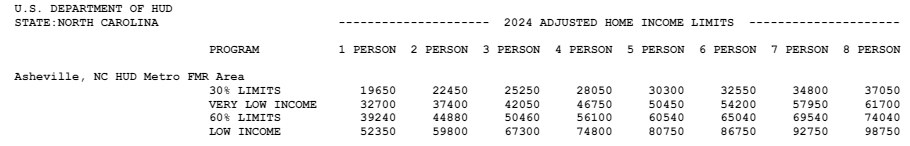 U.S. DEPARTMENT OF HUD
STATE:NORTH CAROLINA -------------------- 2024 ADJUSTED HOME INCOME LIMITS --------------------
PROGRAM 1 PERSON 2 PERSON 3 PERSON 4 PERSON 5 PERSON 6 PERSON 7 PERSON 8 PERSON
Asheville, NC HUD Metro FMR Area
30% LIMITS 19650 22450 25250 28050 30300 32550 34800 37050
VERY LOW INCOME 32700 37400 42050 46750 50450 54200 57950 61700
60% LIMITS 39240 44880 50460 56100 60540 65040 69540 74040
LOW INCOME 52350 59800 67300 74800 80750 86750 92750 98750